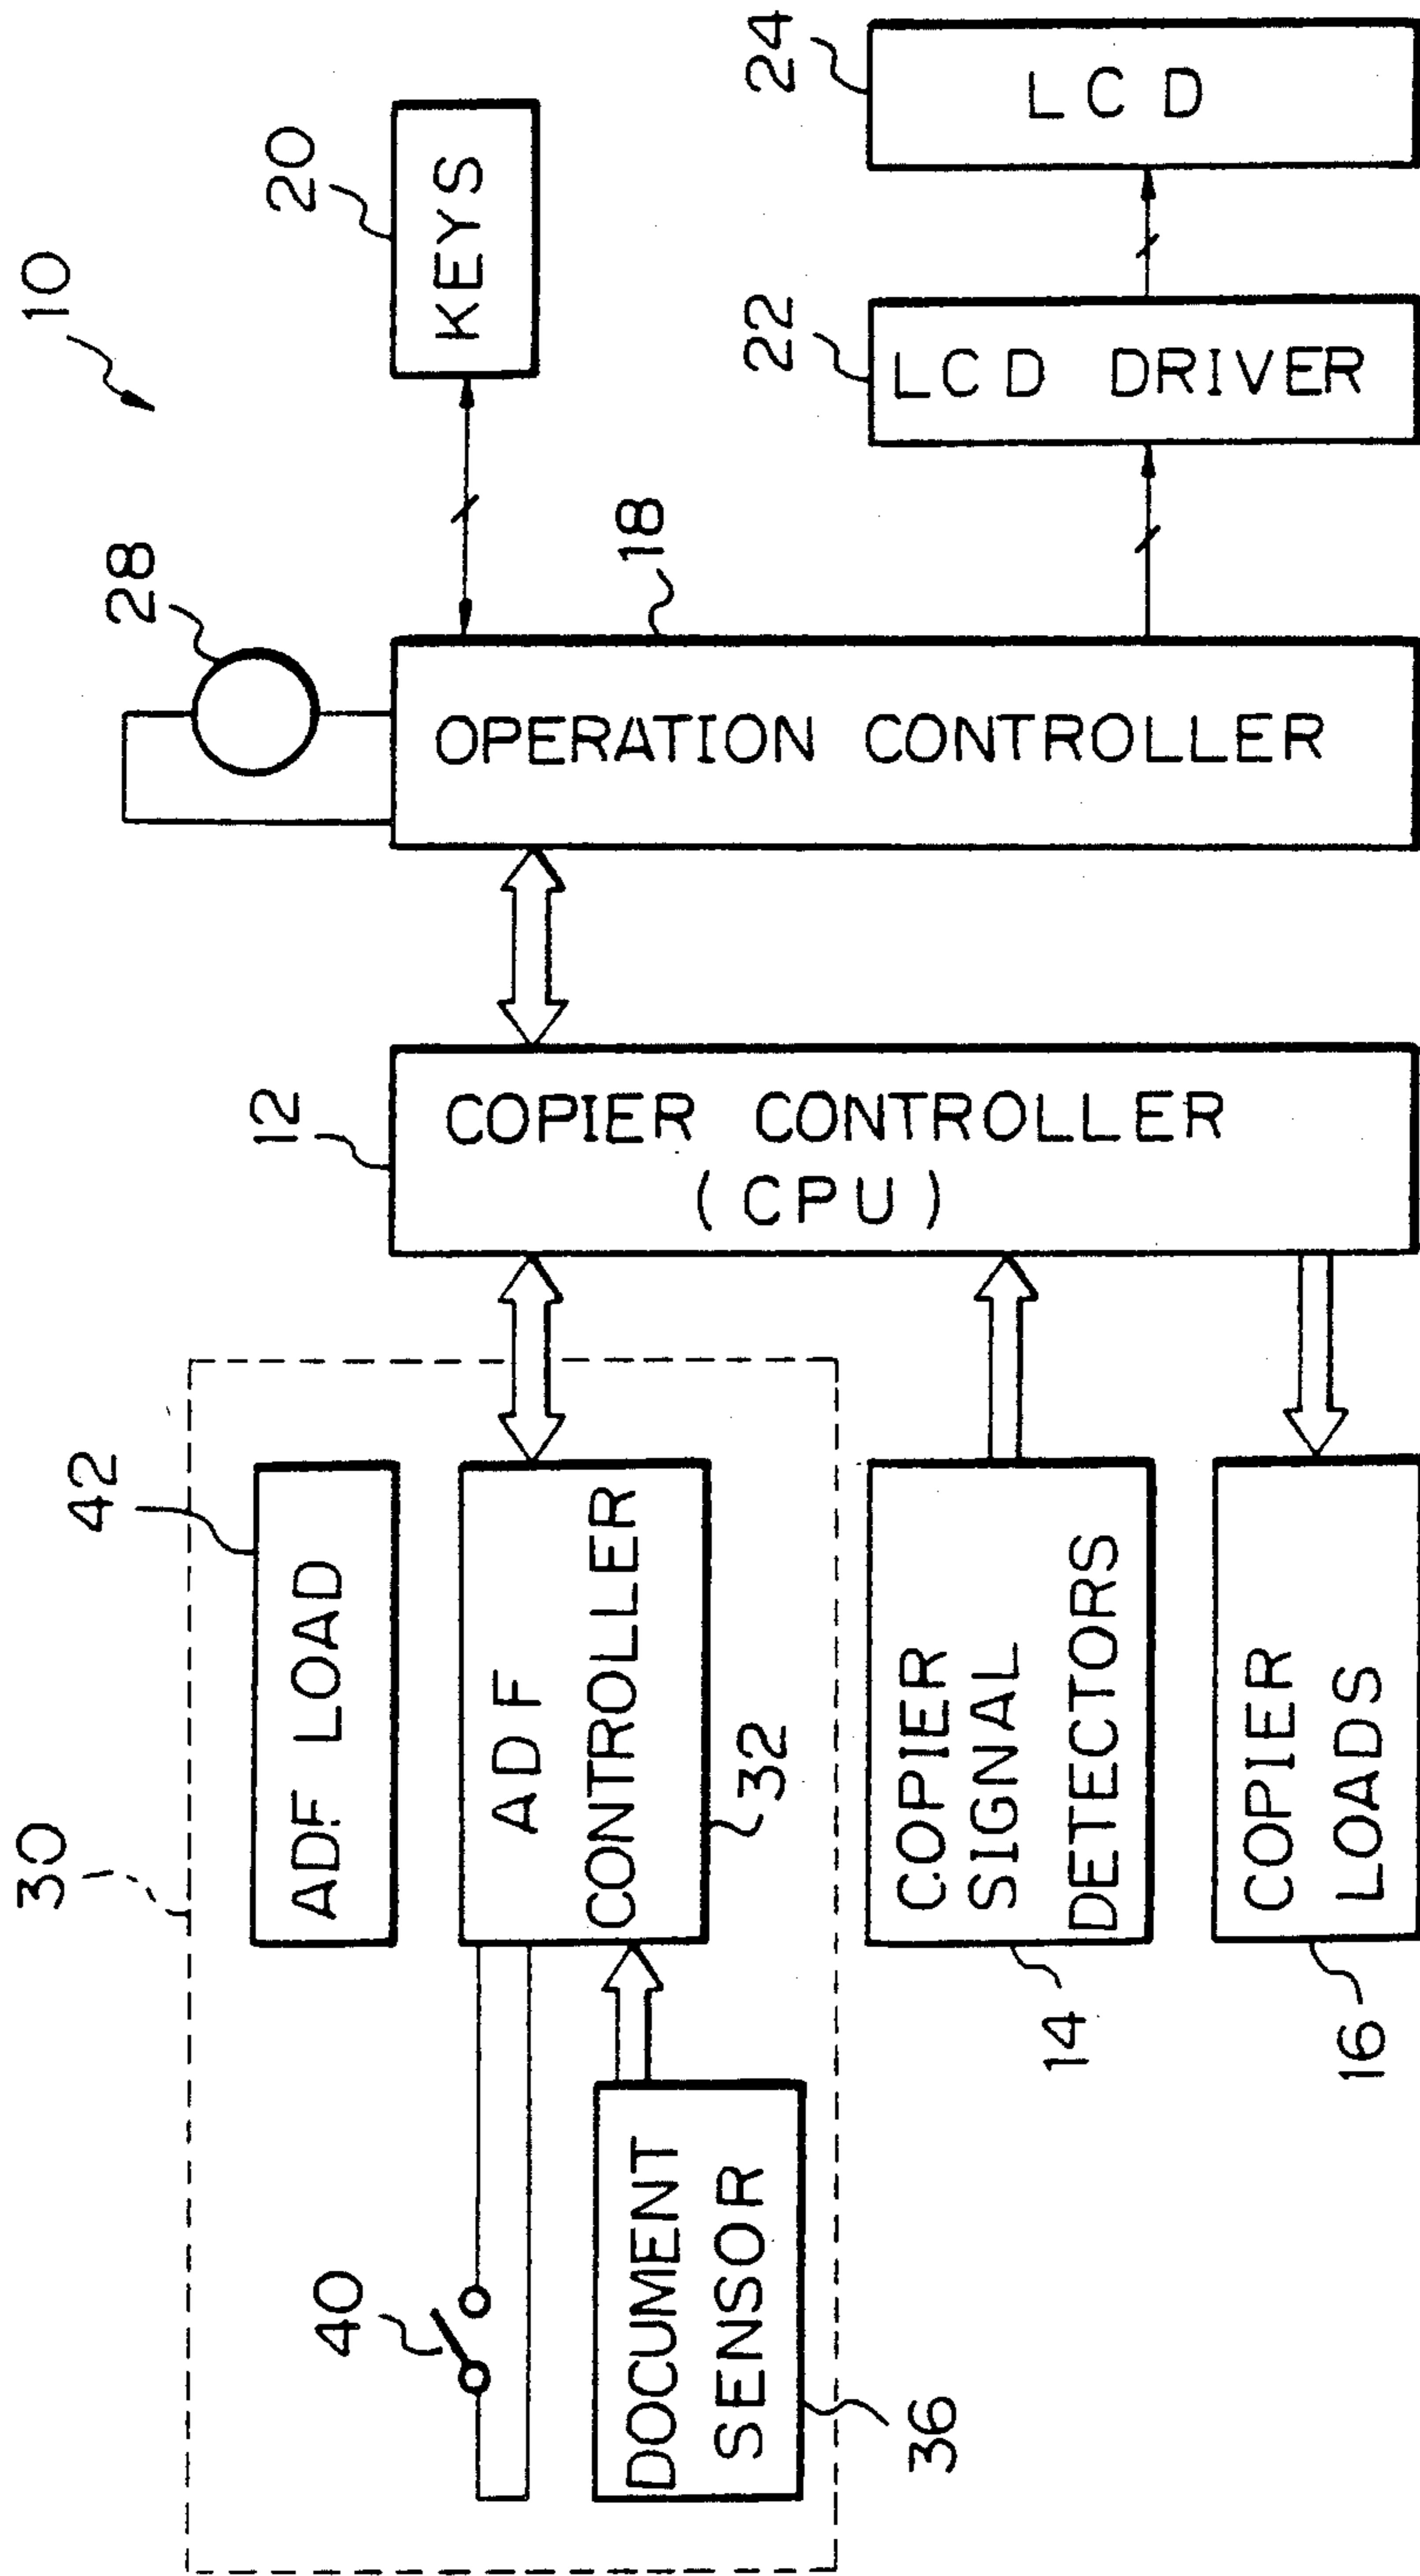 10
30
42
ADF LOAD
40
ADF
CONTROLLER
32
DOCUMENT
SENSOR
36
COPIER
SIGNAL
DETECTORS
14
COPIER
LOADS
16
12
COPIER CONTROLLER
(CPU)
28
OPERATION CONTROLLER
18
20
KEYS
22
LCD DRIVER
24
LCD